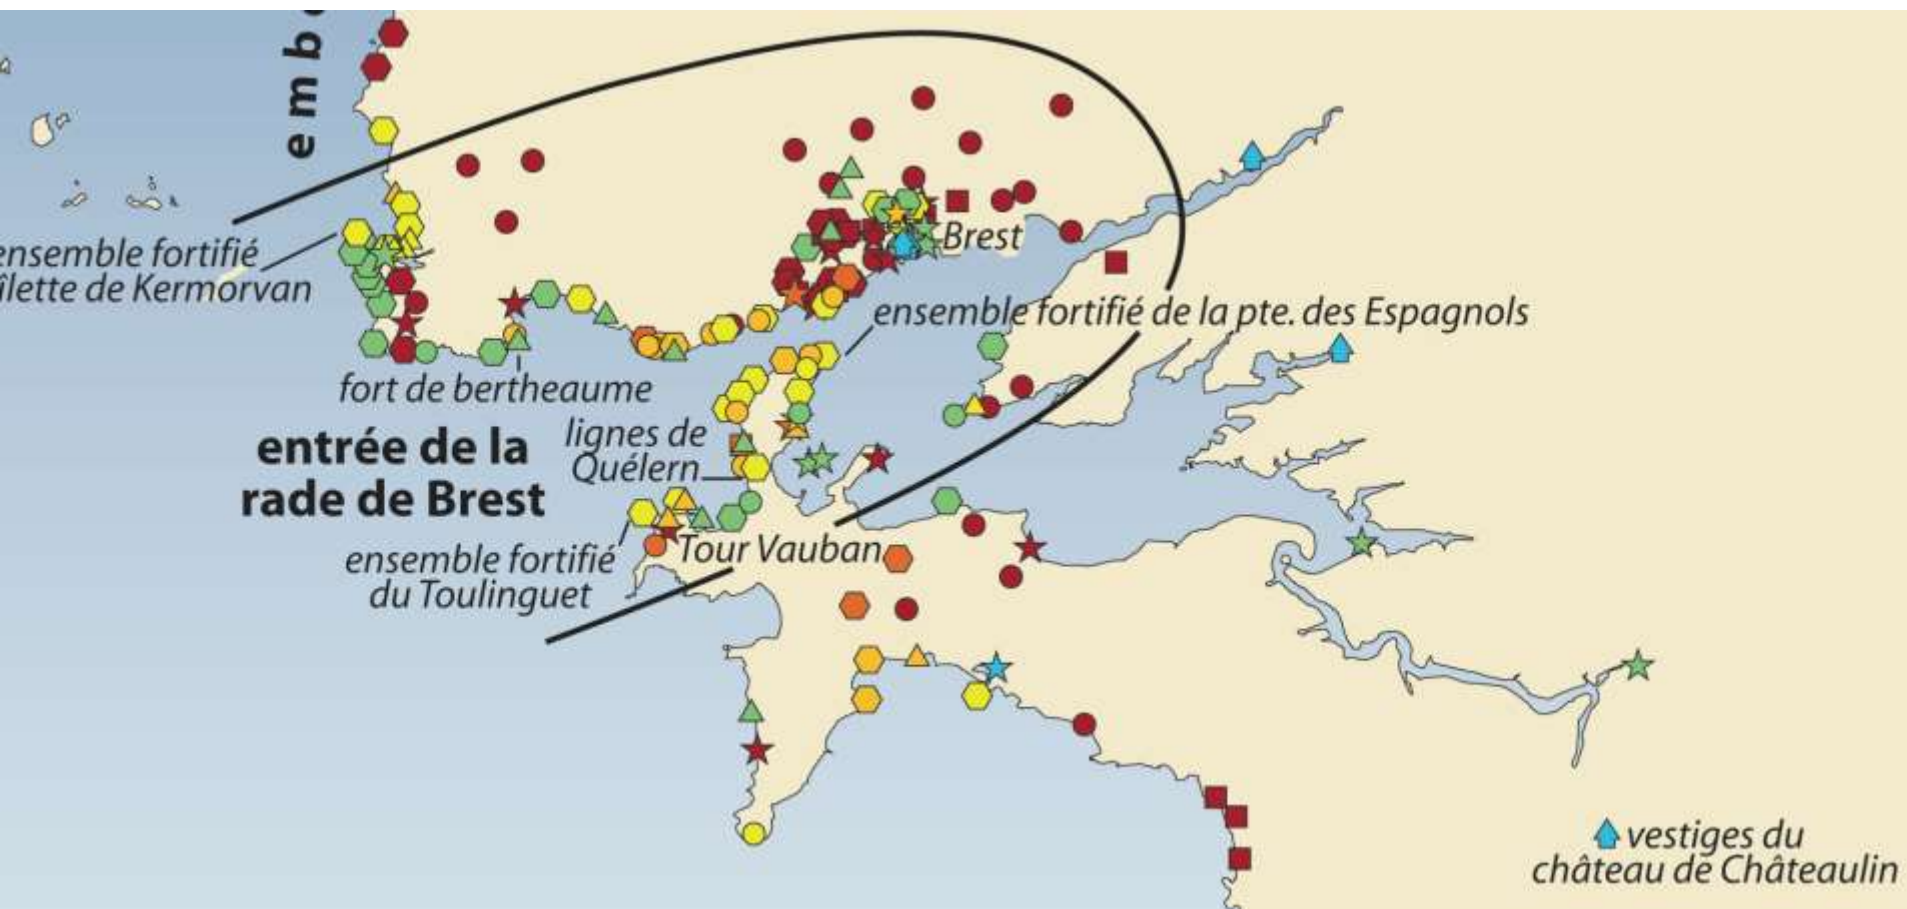 emb
ensemble fortifié
îlette de Kermorvan
Brest
ensemble fortifié de la pte. des Espagnols
fort de bertheaume
entrée de la
rade de Brest
lignes de
Quélern
ensemble fortifié
du Toulinguet
Tour Vauban
vestiges du
château de Châteaulin